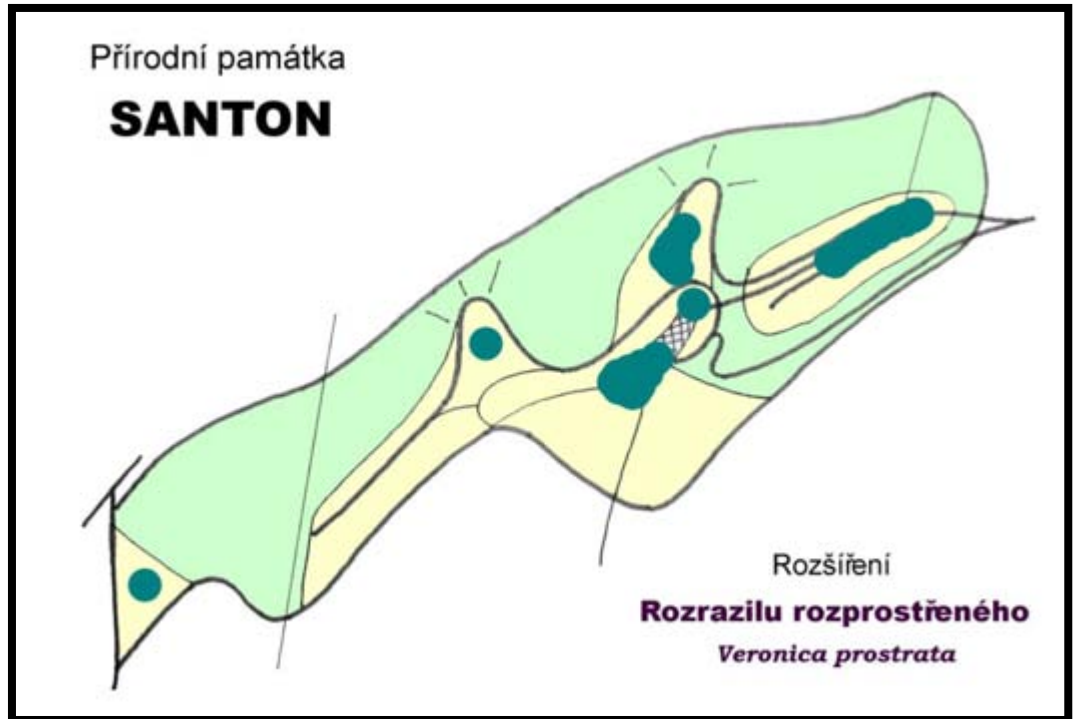 Přírodní památka
SANTON
Rozšíření
Rozrazilu rozprostřeného
Veronica prostrata